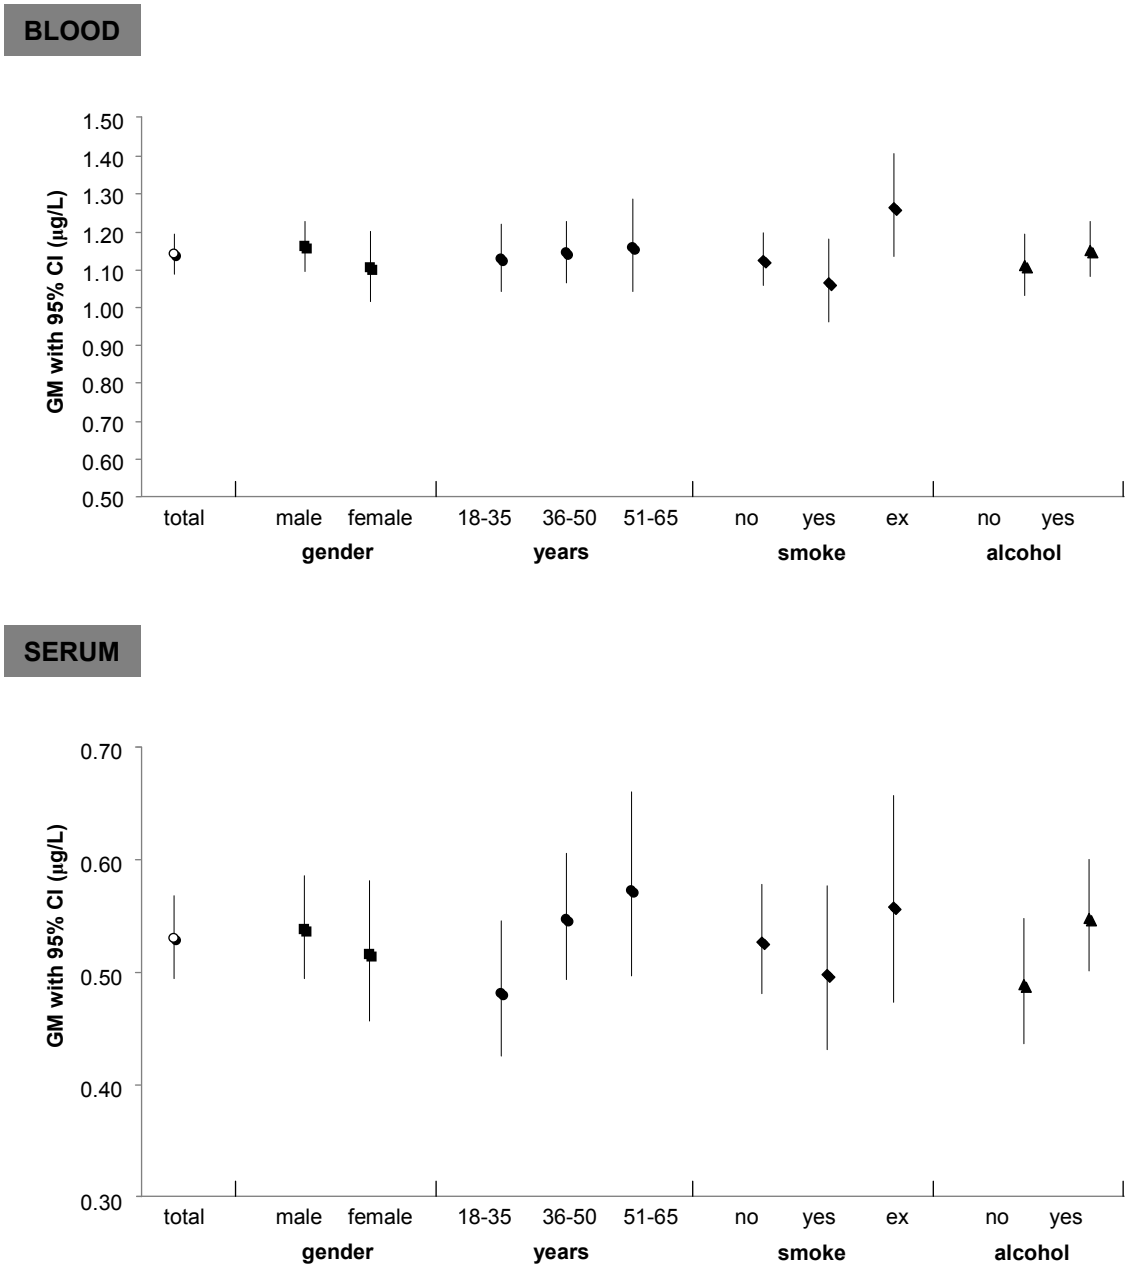 BLOOD
GM with 95% CI (µg/L)
1.50
1.40
1.30
1.20
1.10
1.00
0.90
0.80
0.70
0.60
0.50
total male female 18-35 36-50 51-65 no yes ex no yes
gender years smoke alcohol
SERUM
GM with 95% CI (µg/L)
0.70
0.60
0.50
0.40
0.30
total male female 18-35 36-50 51-65 no yes ex no yes
gender years smoke alcohol